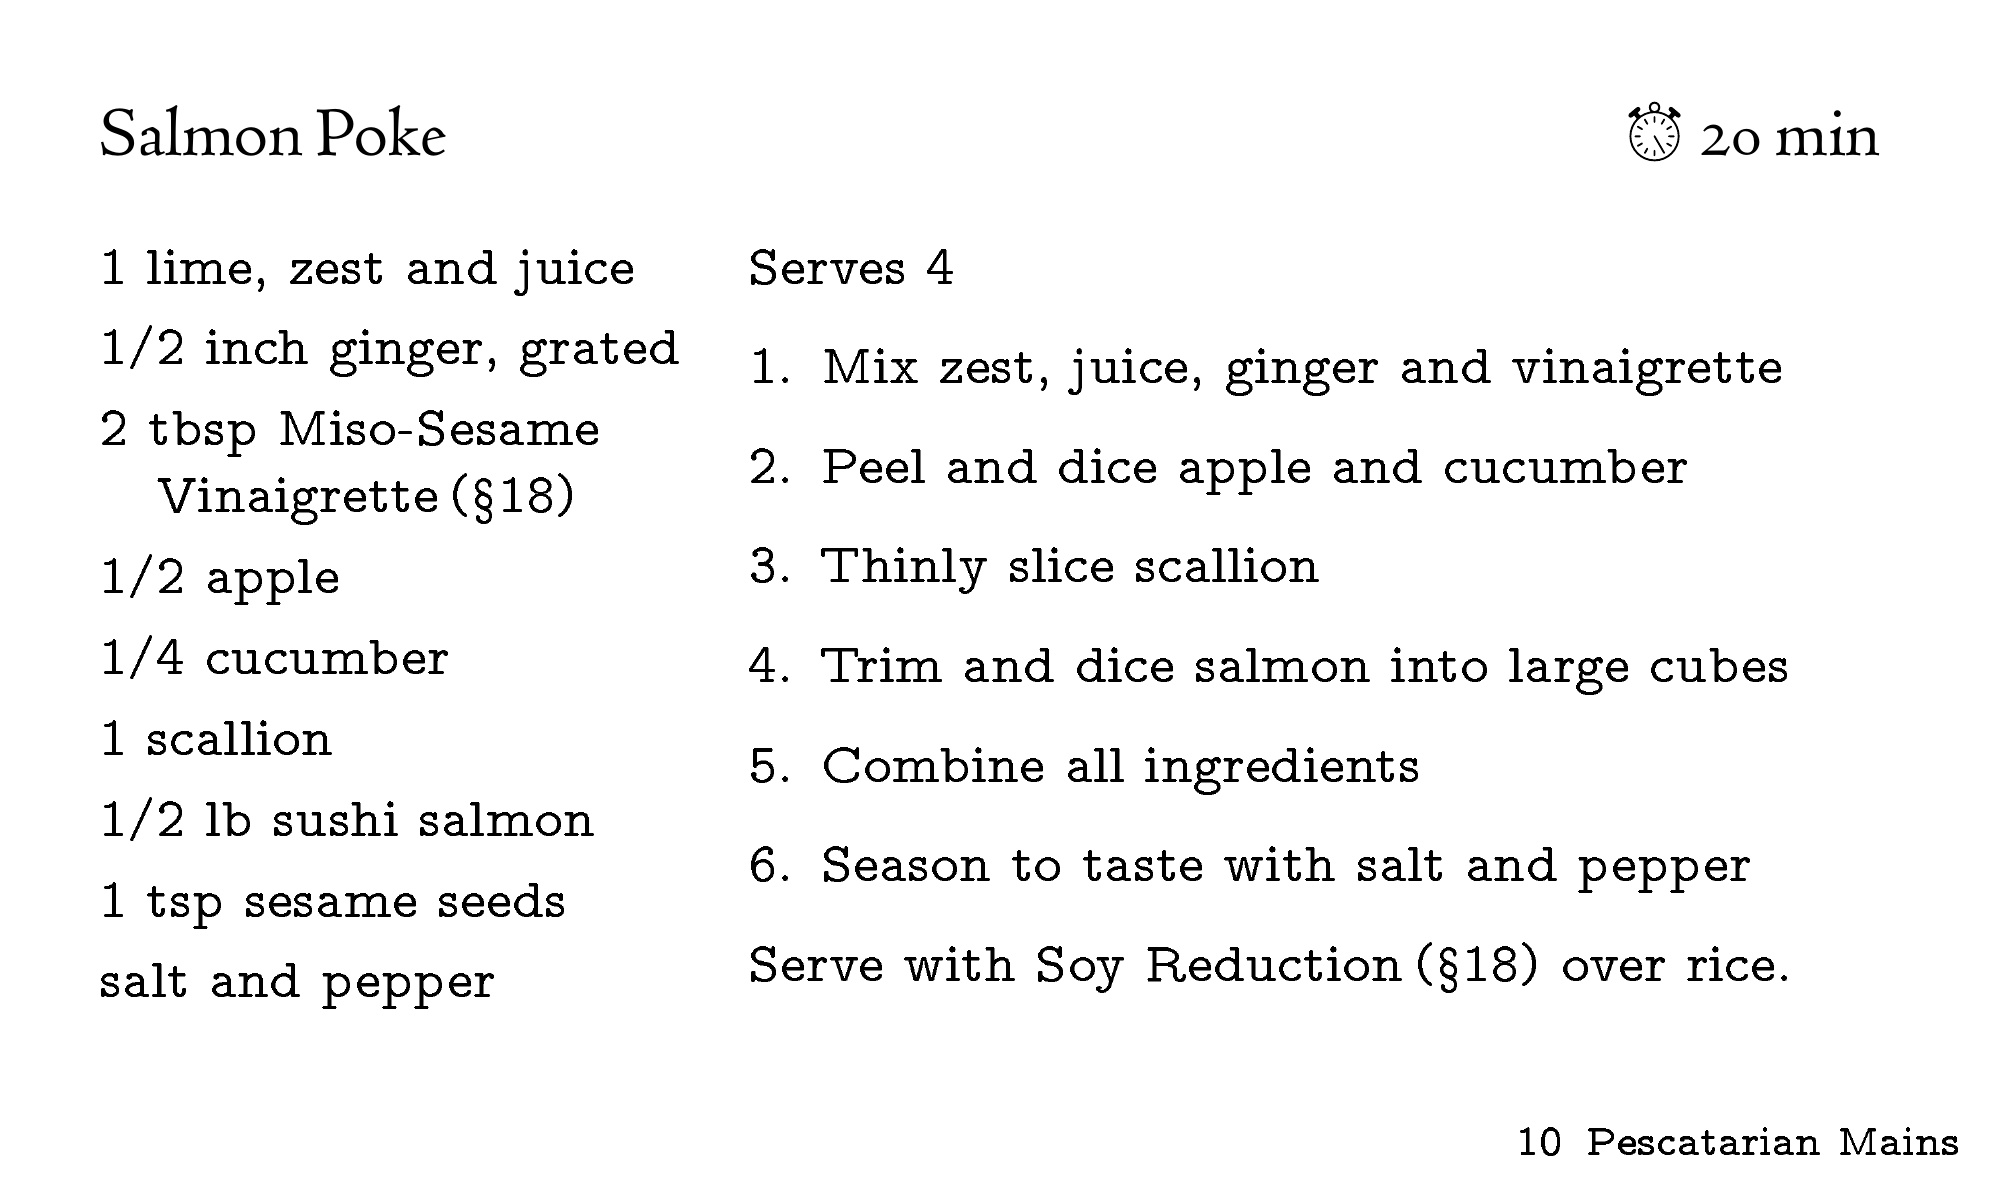 Salmon Poke
20 min
1 lime, zest and juice
1/2 inch ginger, grated
2 tbsp Miso-Sesame
Vinaigrette (§18)
1/2 apple
1/4 cucumber
1 scallion
1/2 lb sushi salmon
1 tsp sesame seeds
salt and pepper
Serves 4
1. Mix zest, juice, ginger and vinaigrette
2. Peel and dice apple and cucumber
3. Thinly slice scallion
4. Trim and dice salmon into large cubes
5. Combine all ingredients
6. Season to taste with salt and pepper
Serve with Soy Reduction (§18) over rice.
10 Pescatarian Mains